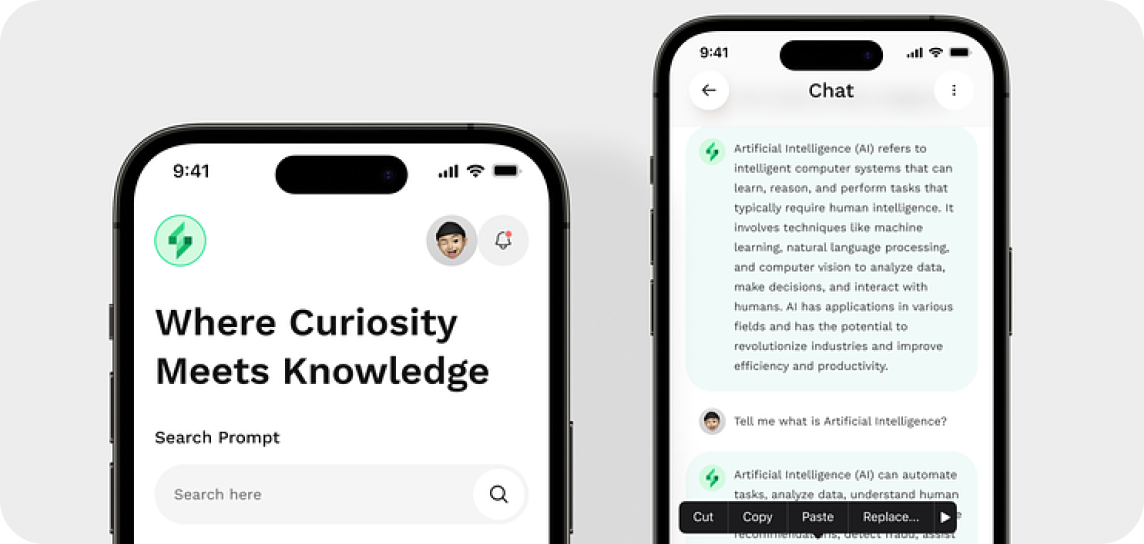 9:41
Where Curiosity
Meets Knowledge
Search Prompt
Search here
9:41
Chat
Artificial Intelligence (AI) refers to
intelligent computer systems that can
learn, reason, and perform tasks that
typically require human intelligence. It
involves techniques like machine
learning, natural language processing,
and computer vision to analyze data,
make decisions, and interact with
humans. AI has applications in various
fields and has the potential to
revolutionize industries and improve
efficiency and productivity.
Tell me what is Artificial Intelligence?
Artificial Intelligence (AI) can automate
tasks, analyze data, understand human
Cut Copy Paste Replace...
recommendations, detect fraud, assist